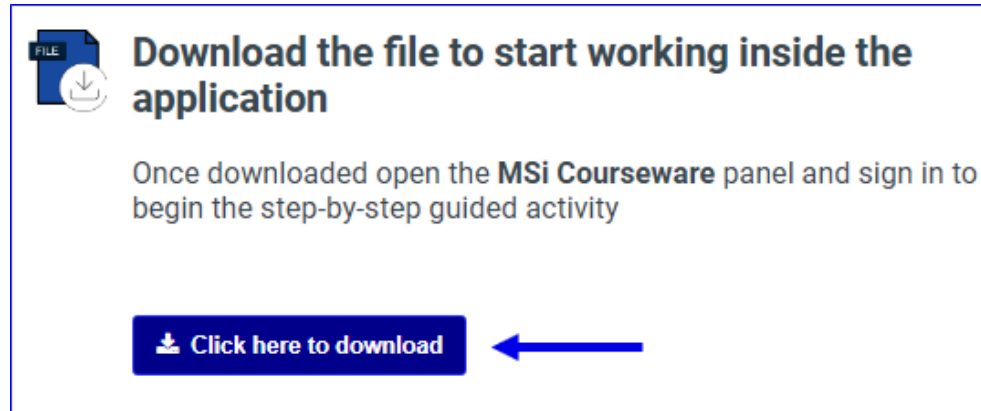 FILE
Download the file to start working inside the
application
Once downloaded open the MSi Courseware panel and sign in to
begin the step-by-step guided activity
Click here to download